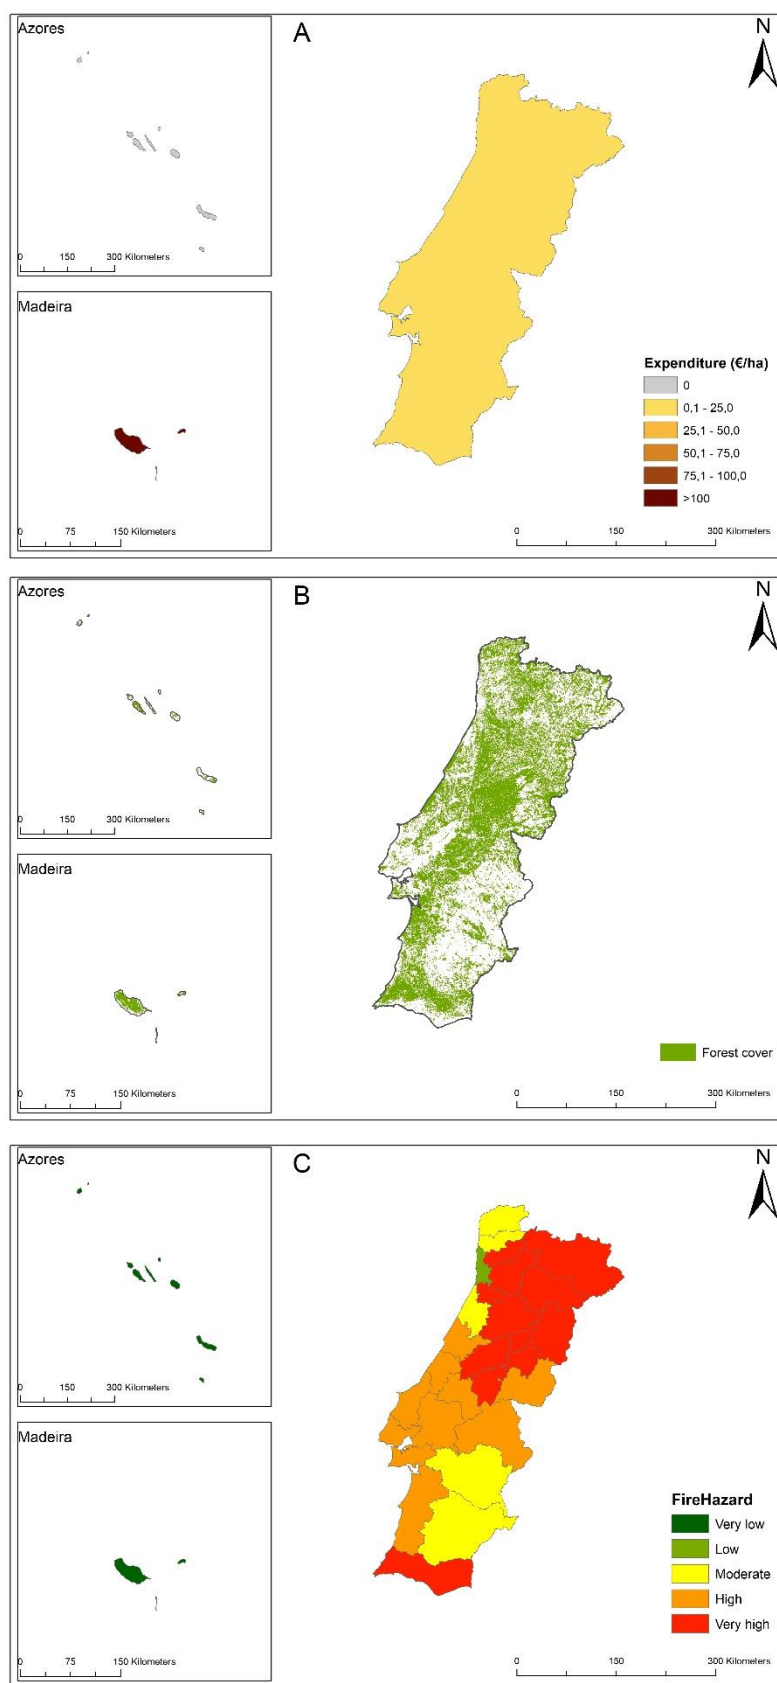 Azores
A
N
0 150 300 Kilometers
Madeira
0 75 150 Kilometers
Expenditure (€/ha)
0
0,1 - 25,0
25,1 - 50,0
50,1 - 75,0
75,1 - 100,0
>100
0 150 300 Kilometers
Azores
B
N
0 150 300 Kilometers
Madeira
0 75 150 Kilometers
Forest cover
0 150 300 Kilometers
Azores
C
N
0 150 300 Kilometers
Madeira
0 75 150 Kilometers
FireHazard
Very low
Low
Moderate
High
Very high
0 150 300 Kilometers